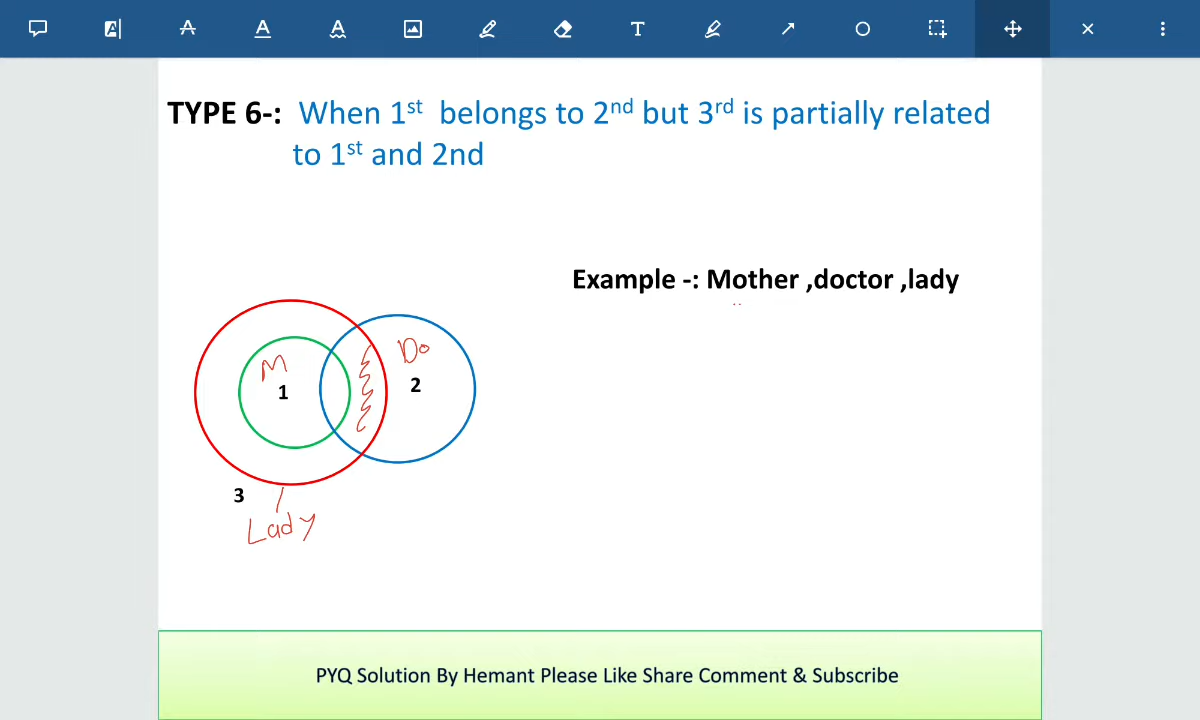 TYPE 6-: When 1st belongs to 2nd but 3rd is partially related
to 1st and 2nd
Example -: Mother ,doctor ,lady
M
1
Do
2
3
Lady
PYQ Solution By Hemant Please Like Share Comment & Subscribe